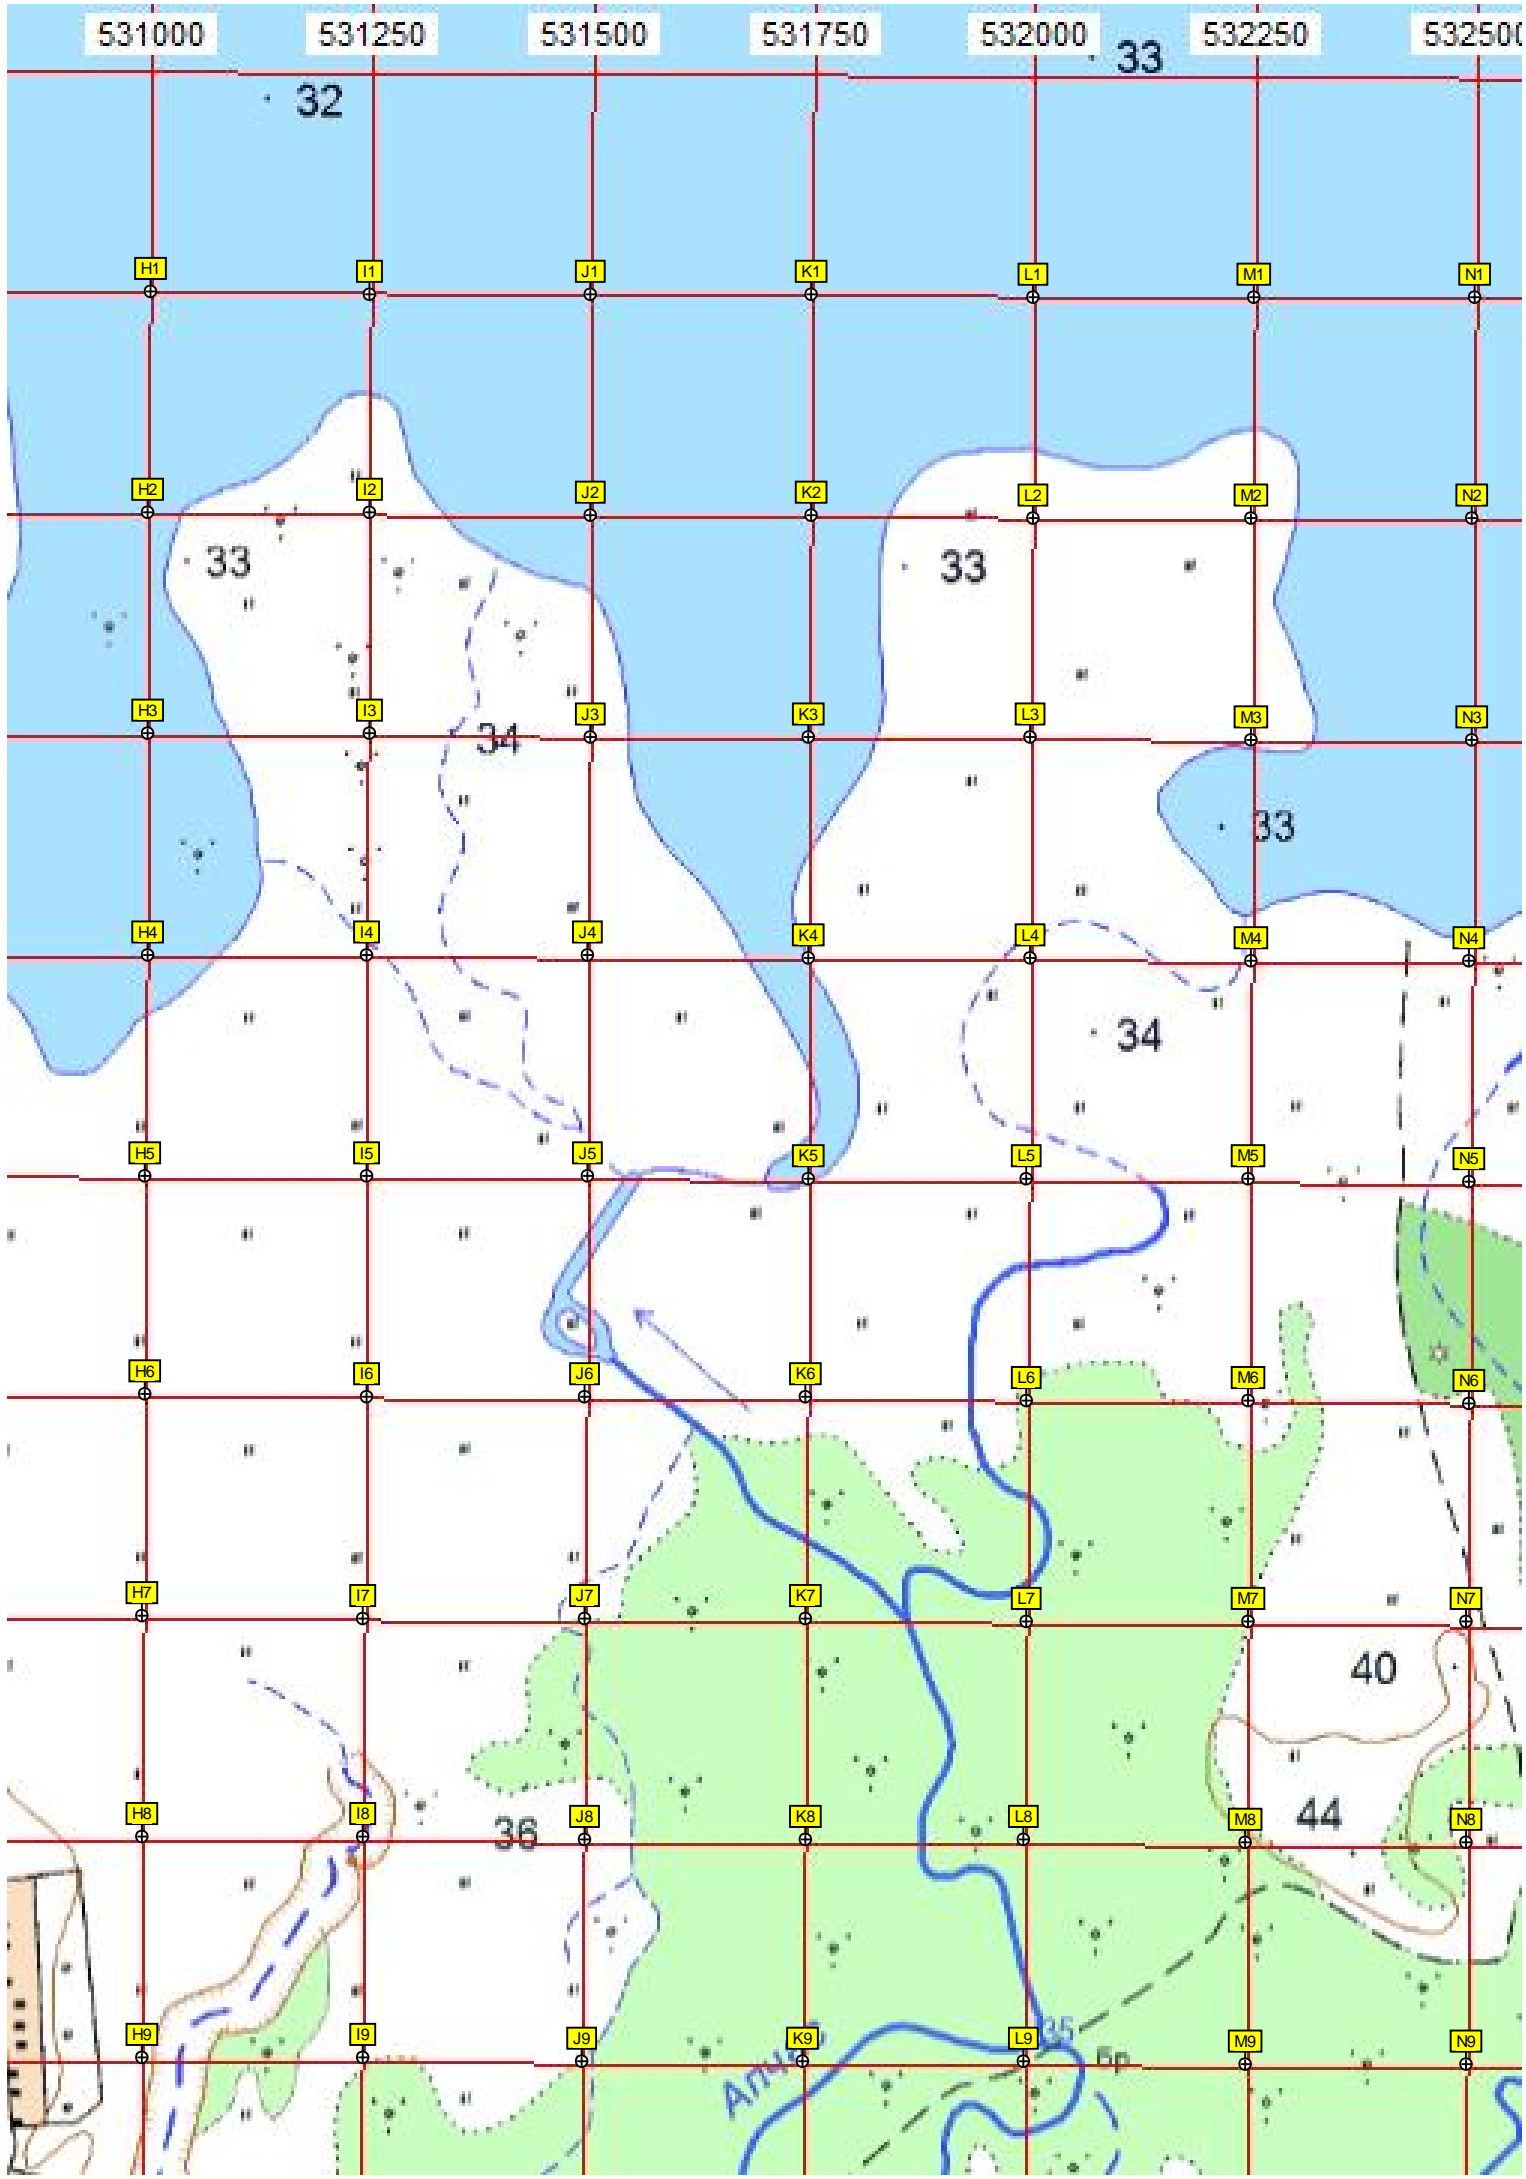 531000 531250 531500 531750 532000 532250 532500
33
32
H1 I1 J1 K1 L1 M1 N1
H2 I2 J2 K2 L2 M2 N2
33 33
H3 I3 J3 K3 L3 M3 N3
34
33
H4 I4 J4 K4 L4 M4 N4
34
H5 I5 J5 K5 L5 M5 N5
H6 I6 J6 K6 L6 M6 N6
H7 I7 J7 K7 L7 M7 N7
40
H8 I8 J8 K8 L8 M8 N8
36 44
35
H9 I9 J9 K9 L9 M9 N9
бр